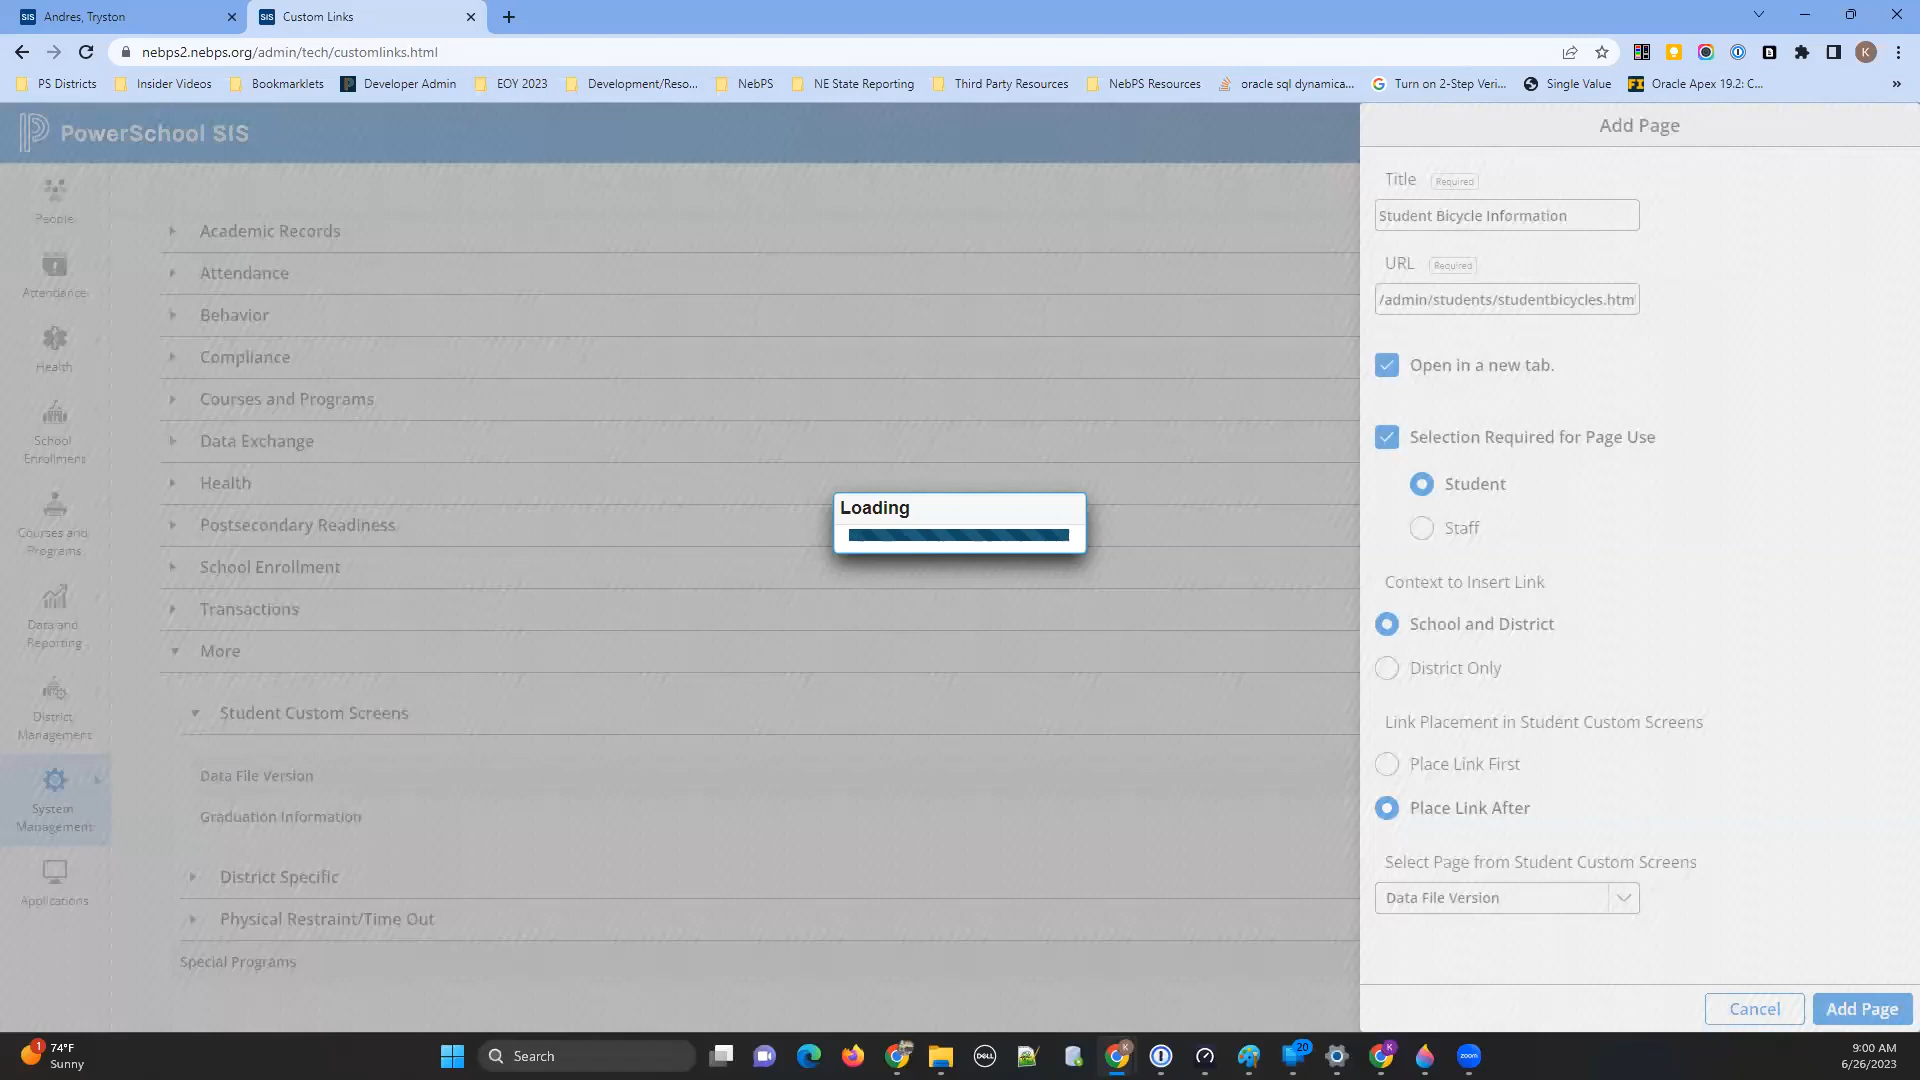 SIS Andres, Tryston
SIS Custom Links
nebps2.nebps.org/admin/tech/customlinks.html
K
PS Districts
Insider Videos
Bookmarklets
Developer Admin
EOY 2023
Development/Reso...
NebPS
NE State Reporting
Third Party Resources
NebPS Resources
oracle sql dynamica...
Turn on 2-Step Veri...
Single Value
Oracle Apex 19.2: C...
»
PowerSchool SIS
People
Attendance
Health
School
Enrollment
Courses and
Programs
Data and
Reporting
District
Management
System
Management
Applications
Academic Records
Attendance
Behavior
Compliance
Courses and Programs
Data Exchange
Health
Postsecondary Readiness
School Enrollment
Transactions
More
Student Custom Screens
Data File Version
Graduation Information
District Specific
Physical Restraint/Time Out
Special Programs
Loading
Add Page
Title Required
Student Bicycle Information
URL Required
/admin/students/studentbicycles.htm
Open in a new tab.
Selection Required for Page Use
Student
Staff
Context to Insert Link
School and District
District Only
Link Placement in Student Custom Screens
Place Link First
Place Link After
Select Page from Student Custom Screens
Data File Version
Cancel
Add Page
1
74°F
Sunny
Search
DELL
K
20
K
zoom
9:00 AM
6/26/2023